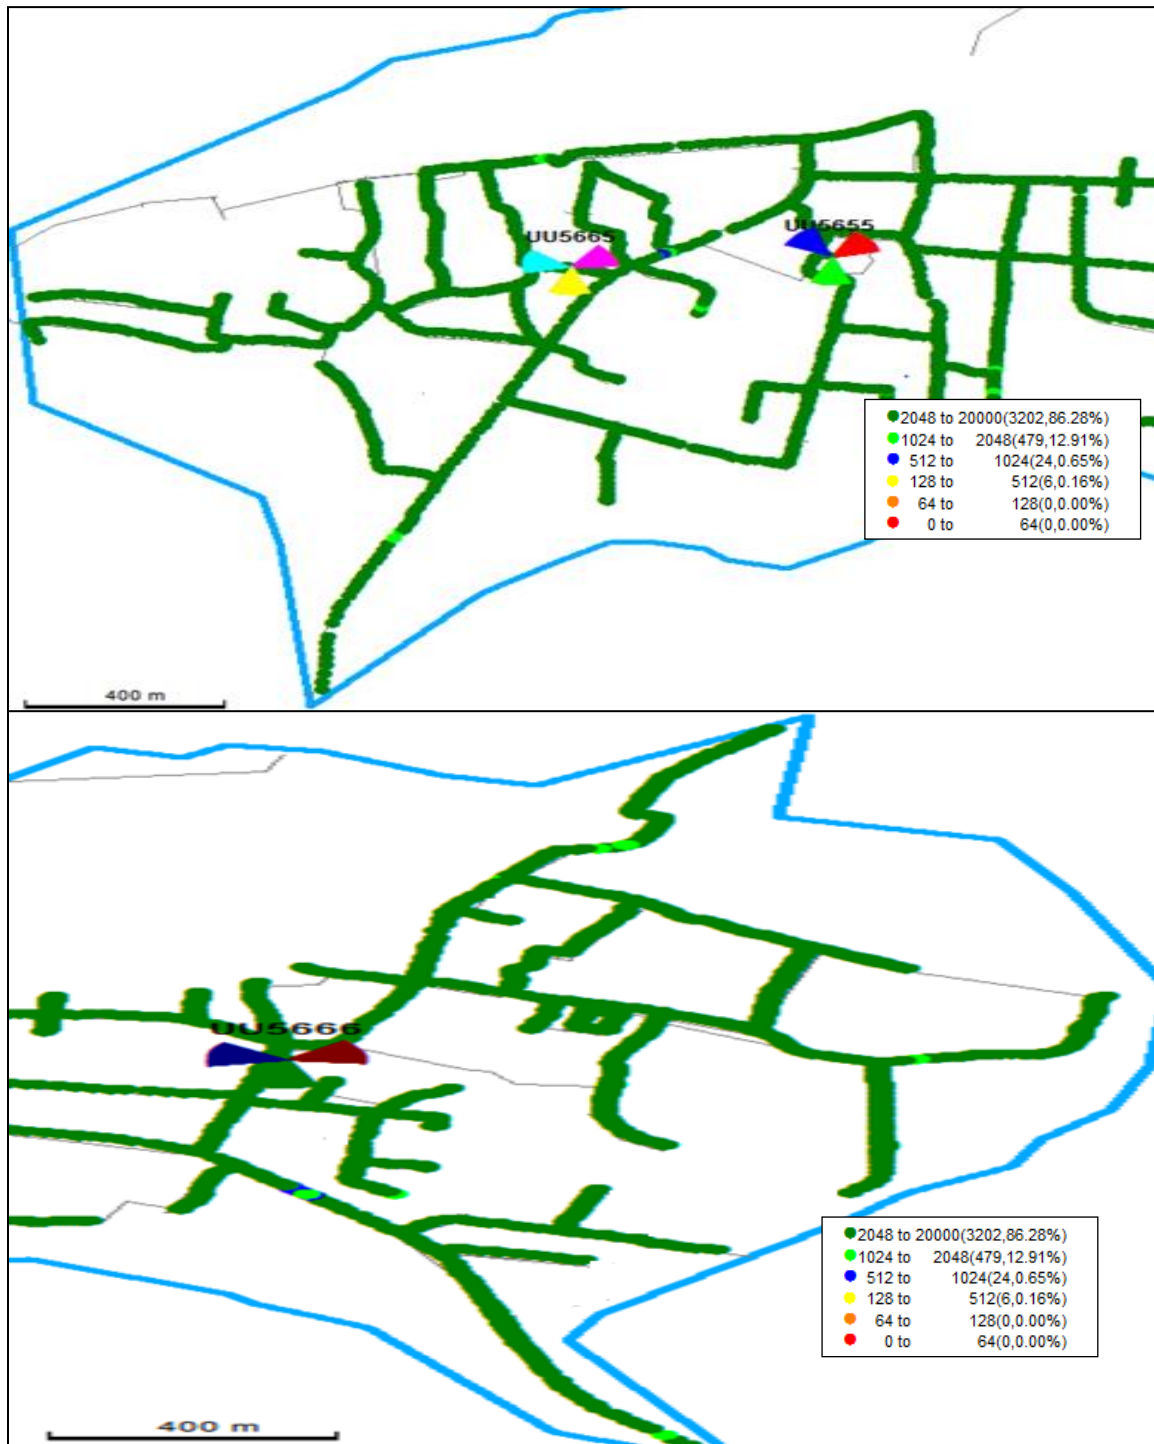 UU5655
UU5665
2048 to 20000(3202,86.28%)
1024 to 2048(479,12.91%)
512 to 1024(24,0.65%)
128 to 512(6,0.16%)
64 to 128(0,0.00%)
0 to 64(0,0.00%)
400 m
UU5666
2048 to 20000(3202,86.28%)
1024 to 2048(479,12.91%)
512 to 1024(24,0.65%)
128 to 512(6,0.16%)
64 to 128(0,0.00%)
0 to 64(0,0.00%)
400 m